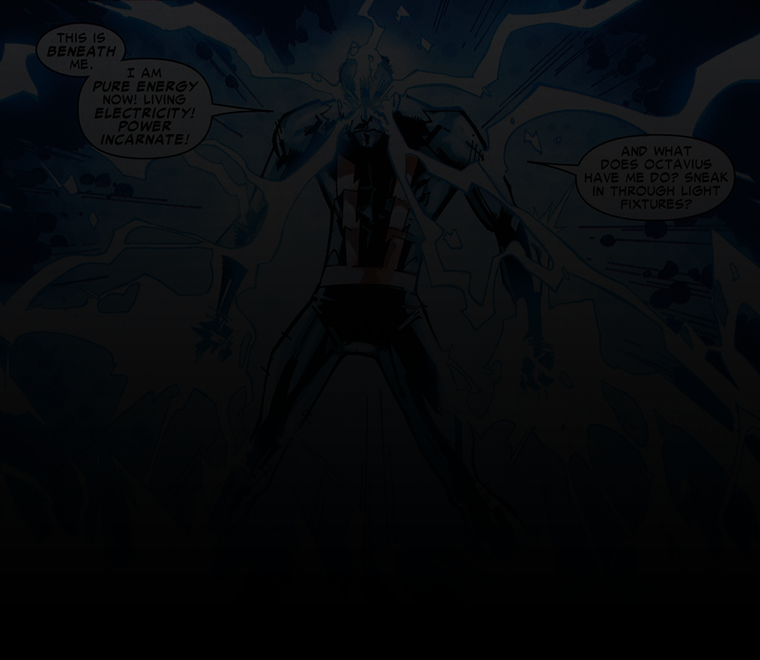 THIS IS
BENEATH
ME.
I AM
PURE ENERGY
NOW! LIVING
ELECTRICITY!
POWER
INCARNATE!
AND WHAT
DOES OCTAVIUS
HAVE ME DO? SNEAK
IN THROUGH LIGHT
FIXTURES?